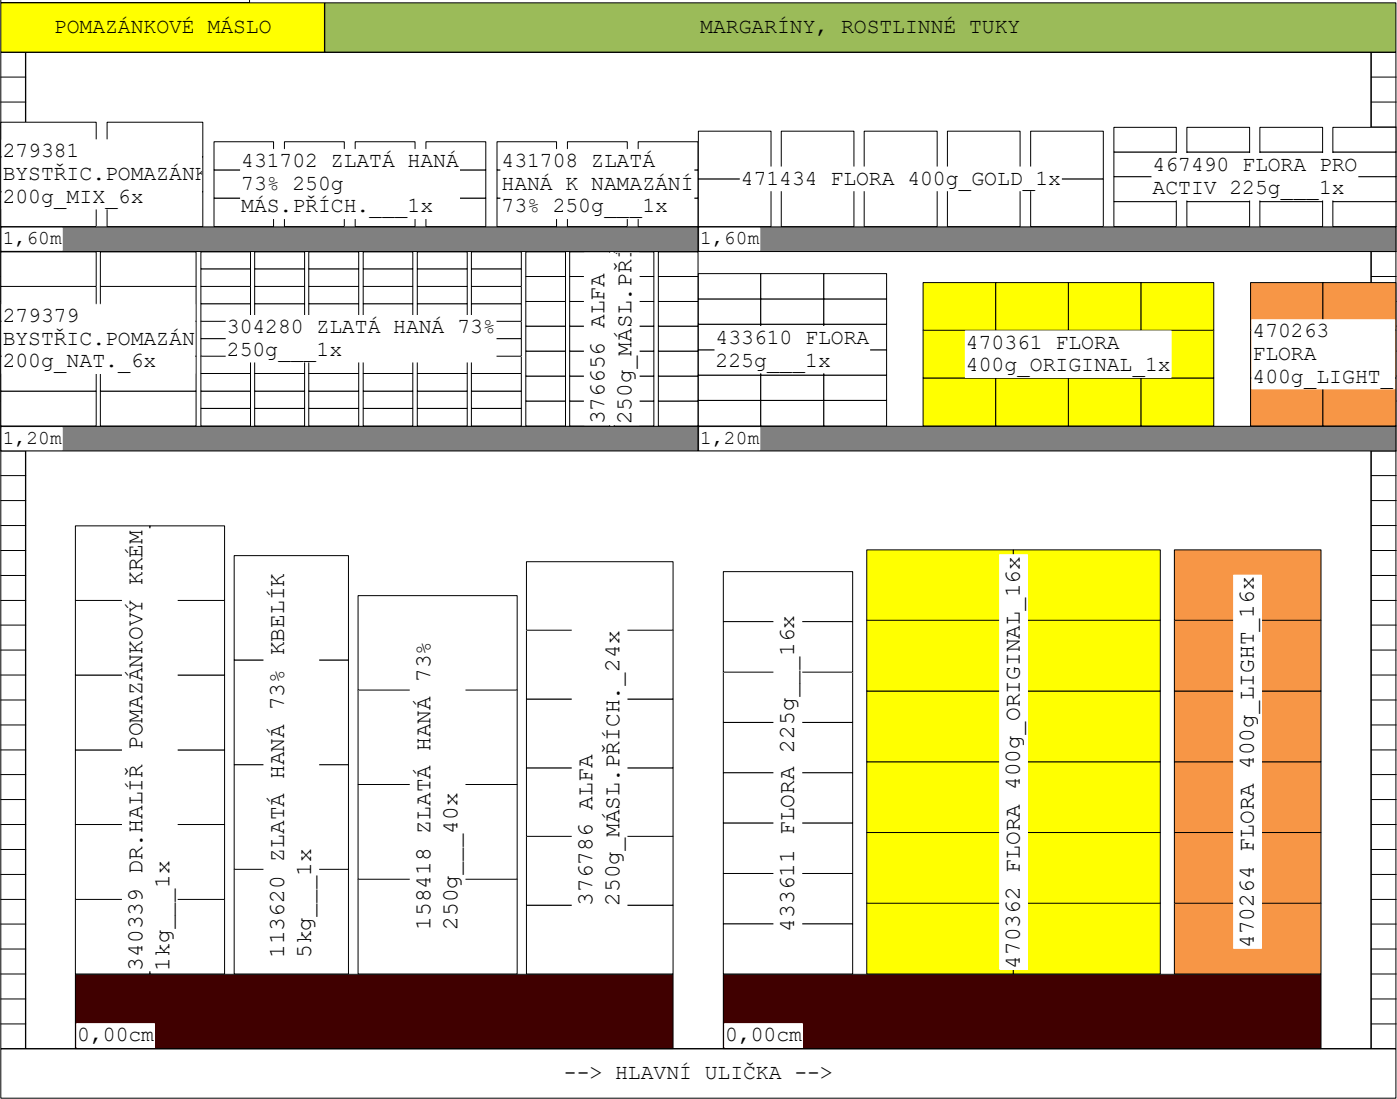 POMAZÁNKOVÉ MÁSLO
MARGARÍNY, ROSTLINNÉ TUKY
279381
BYSTŘIC.POMAZÁNK
200g_MIX_6x
431702 ZLATÁ HANÁ
73% 250g
MÁS.PŘÍCH.___1x
431708 ZLATÁ
HANÁ K NAMAZÁNÍ
73% 250g___1x
471434 FLORA 400g_GOLD_1x
467490 FLORA PRO
ACTIV 225g___1x
1,60m
1,60m
279379
BYSTŘIC.POMAZÁN
200g_NAT._6x
304280 ZLATÁ HANÁ 73%
250g___1x
376656 ALFA
250g_MÁSL.PŘÍ
433610 FLORA
225g___1x
470361 FLORA
400g_ORIGINAL_1x
470263
FLORA
400g_LIGHT_
1,20m
1,20m
340339 DR.HALÍŘ POMAZÁNKOVÝ KRÉM
1kg___1x
113620 ZLATÁ HANÁ 73% KBELÍK
5kg___1x
158418 ZLATÁ HANÁ 73%
250g___40x
376786 ALFA
250g_MÁSL.PŘÍCH._24x
433611 FLORA 225g___16x
470362 FLORA 400g_ORIGINAL_16x
470264 FLORA 400g_LIGHT_16x
0,00cm
0,00cm
--> HLAVNÍ ULIČKA -->